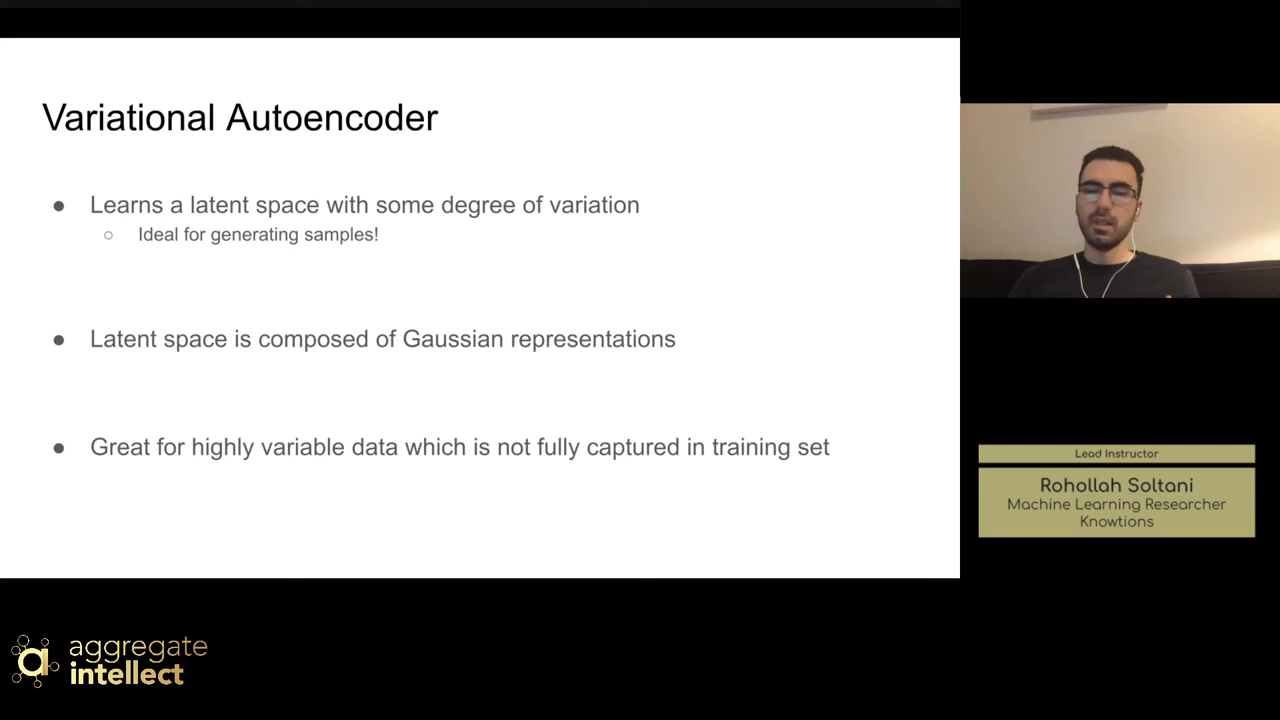 Variational Autoencoder
● Learns a latent space with some degree of variation
○ Ideal for generating samples!
● Latent space is composed of Gaussian representations
● Great for highly variable data which is not fully captured in training set
Lead Instructor
Rohollah Soltani
Machine Learning Researcher
Knowtions
aggregate
intellect